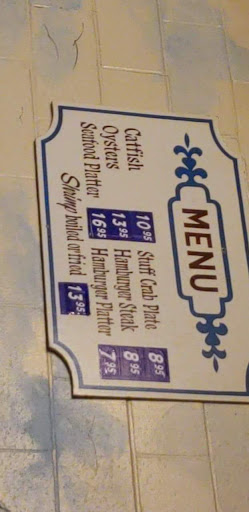 MENU
Catfish 10.95 Stuff Crab Plate 8.95
Oysters 13.95 Hamburger Steak 8.95
Seafood Platter 16.95 Hamburger Platter 7.95
Shrimp boiled or fried 13.95